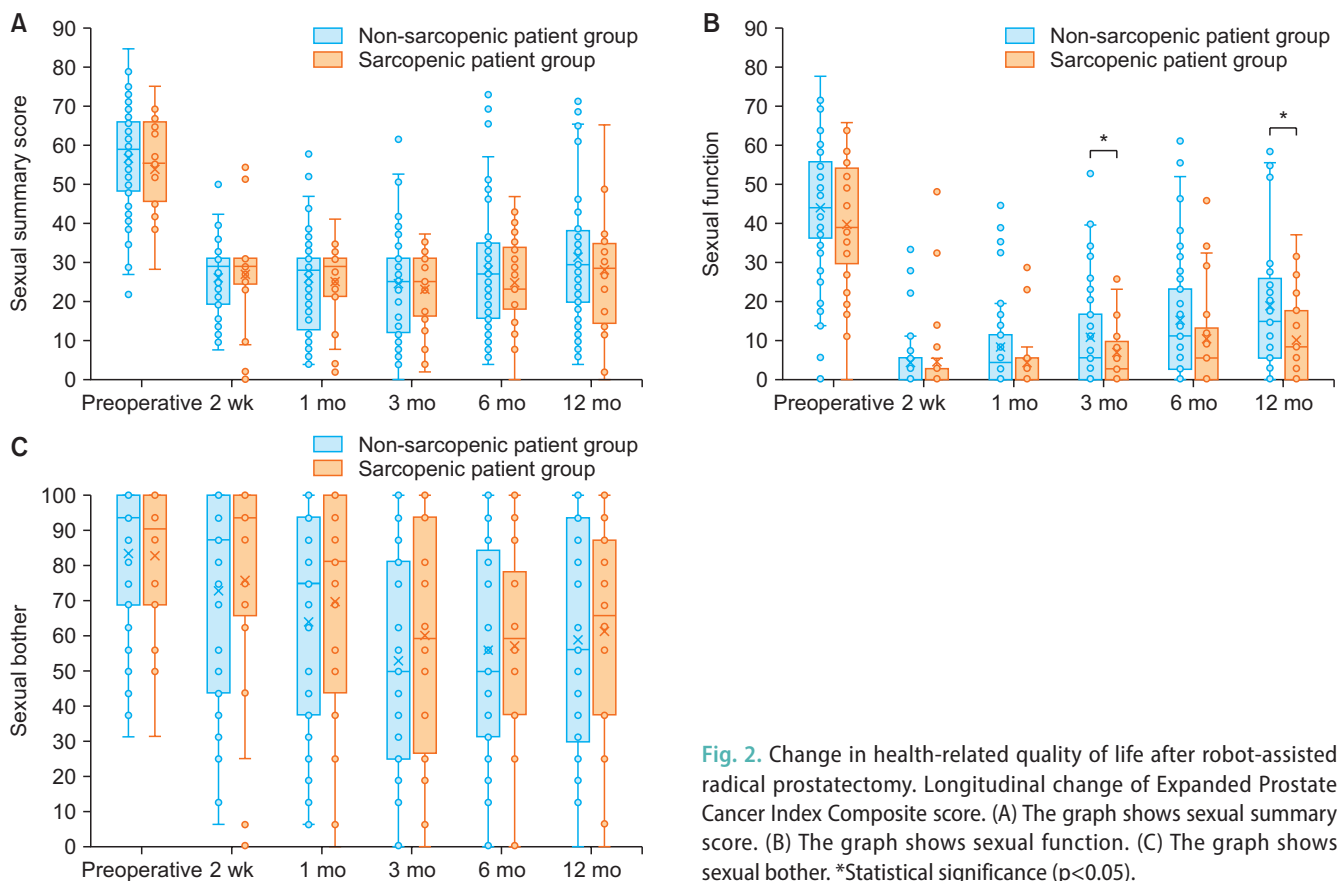 A
Non-sarcopenic patient group
Sarcopenic patient group
Sexual summary score
90
80
70
60
50
40
30
20
10
0
Preoperative 2 wk 1 mo 3 mo 6 mo 12 mo
B
Non-sarcopenic patient group
Sarcopenic patient group
Sexual function
90
80
70
60
50
40
30
20
10
0
* *
Preoperative 2 wk 1 mo 3 mo 6 mo 12 mo
C
Non-sarcopenic patient group
Sarcopenic patient group
Sexual bother
100
90
80
70
60
50
40
30
20
10
0
Preoperative 2 wk 1 mo 3 mo 6 mo 12 mo
Fig. 2. Change in health-related quality of life after robot-assisted
radical prostatectomy. Longitudinal change of Expanded Prostate
Cancer Index Composite score. (A) The graph shows sexual summary
score. (B) The graph shows sexual function. (C) The graph shows
sexual bother. *Statistical significance (p<0.05).